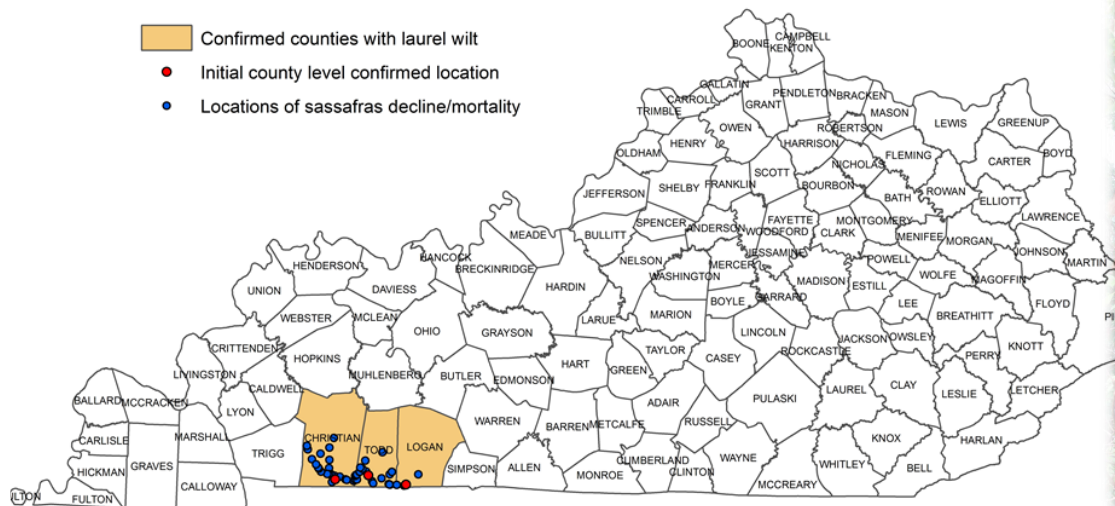 Confirmed counties with laurel wilt
Initial county level confirmed location
Locations of sassafras decline/mortality
BOONE
CAMPBELL
KENTON
GALLATIN
PENDLETON
BRACKEN
CARROLL
GRANT
MASON
TRIMBLE
LEWIS
GREENUP
OWEN
ROBERTSON
HENRY
HARRISON
OLDHAM
FLEMING
BOYD
NICHOLAS
CARTER
SCOTT
JEFFERSON
SHELBY
FRANKLIN
BOURBON
BATH
ROWAN
ELLIOTT
SPENCER
FAYETTE
MONTGOMERY
LAWRENCE
ANDERSON
WOODFORD
CLARK
MEADE
BULLITT
MENIFEE
MORGAN
JESSAMINE
JOHNSON
HANCOCK
NELSON
MERCER
POWELL
MARTIN
HENDERSON
BRECKINRIDGE
WASHINGTON
WOLFE
MAGOFFIN
MADISON
UNION
DAVIESS
HARDIN
ESTILL
GARRARD
BOYLE
LEE
FLOYD
WEBSTER
MCLEAN
LARUE
MARION
BREATHITT
PI
OHIO
GRAYSON
LINCOLN
JACKSON
OWSLEY
KNOTT
CRITTENDEN
TAYLOR
ROCKCASTLE
PERRY
HOPKINS
HART
CASEY
GREEN
LIVINGSTON
MUHLENBERG
BUTLER
EDMONSON
CLAY
LAUREL
LESLIE
LETCHER
CALDWELL
BALLARD
MCCRACKEN
PULASKI
ADAIR
LYON
WARREN
RUSSELL
BARREN
METCALFE
CARLISLE
MARSHALL
CHRISTIAN
KNOX
HARLAN
LOGAN
TODD
TRIGG
WAYNE
CUMBERLAND
WHITLEY
BELL
GRAVES
SIMPSON
ALLEN
HICKMAN
CLINTON
MONROE
CALLOWAY
MCCREARY
ILTON
FULTON